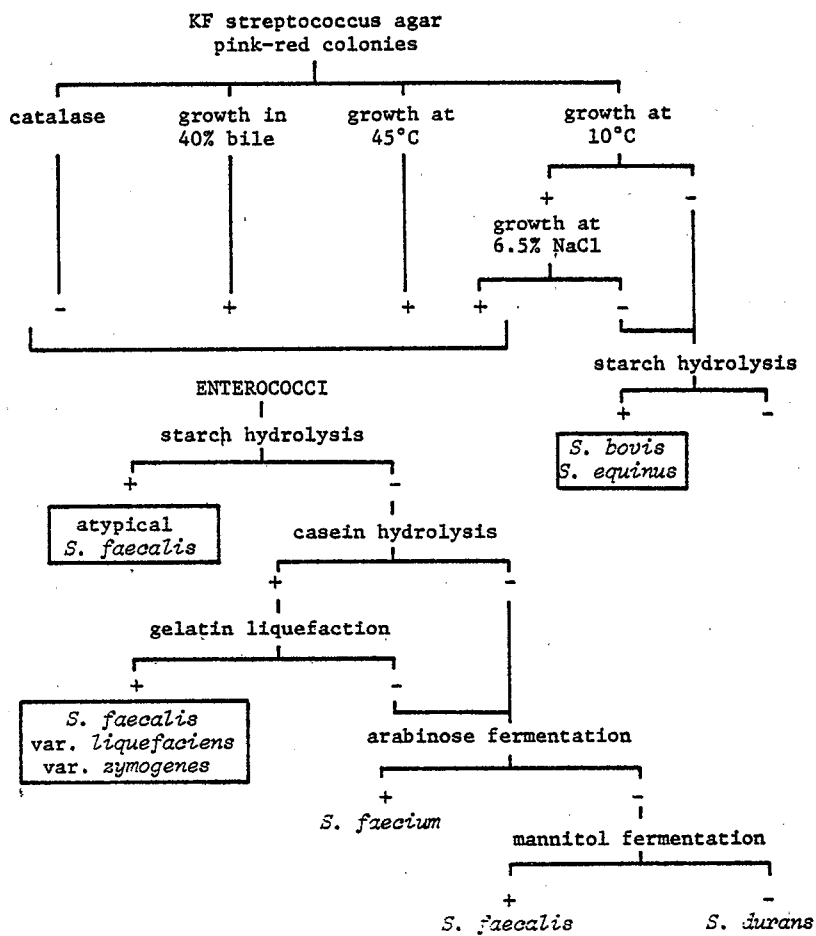 KF streptococcus agar
pink-red colonies
catalase growth in growth at growth at
40% bile 45°C 10°C
+ -
growth at
6.5% NaCl
- + + + -
starch hydrolysis
ENTEROCOCCI
+ -
starch hydrolysis
S. bovis
S. equinus
+ -
atypical
S. faecalis
casein hydrolysis
+ -
gelatin liquefaction
+ -
S. faecalis
var. liquefaciens
var. zymogenes
arabinose fermentation
+ -
S. faecium
mannitol fermentation
+ -
S. faecalis S. durans